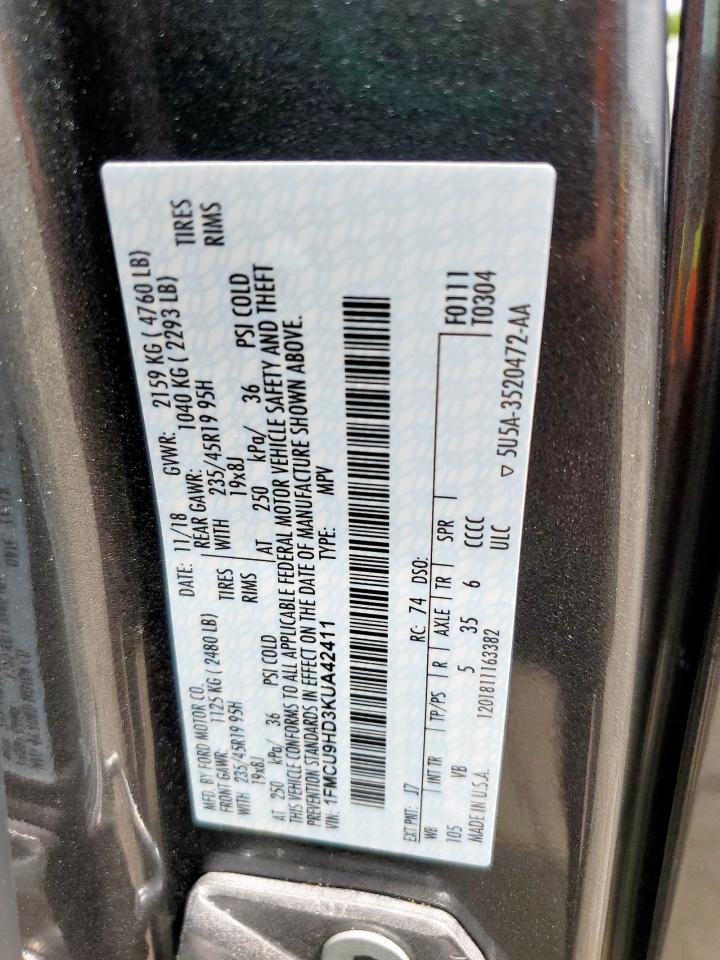 MFD. BY FORD MOTOR CO. DATE: 11/18 GVWR: 2159 KG ( 4760 LB)
FRONT GAWR: 1125 KG ( 2480 LB) REAR GAWR: 1040 KG ( 2293 LB)
WITH 235/45R19 95H TIRES WITH 235/45R19 95H TIRES
19x8J RIMS 19x8J RIMS
AT 250 kPa/ 36 PSI COLD AT 250 kPa/ 36 PSI COLD
THIS VEHICLE CONFORMS TO ALL APPLICABLE FEDERAL MOTOR VEHICLE SAFETY AND THEFT
PREVENTION STANDARDS IN EFFECT ON THE DATE OF MANUFACTURE SHOWN ABOVE.
VIN: 1FMCU9HD3KUA42411 TYPE: MPV
EXT PNT: J7 RC: 74 DSO: F0111
WB INT TR TP/PS R AXLE TR SPR T0304
105 VB 5 35 6 CCCC
MADE IN U.S.A. 1201811163382 ULC ▽ 5U5A-3520472-AA